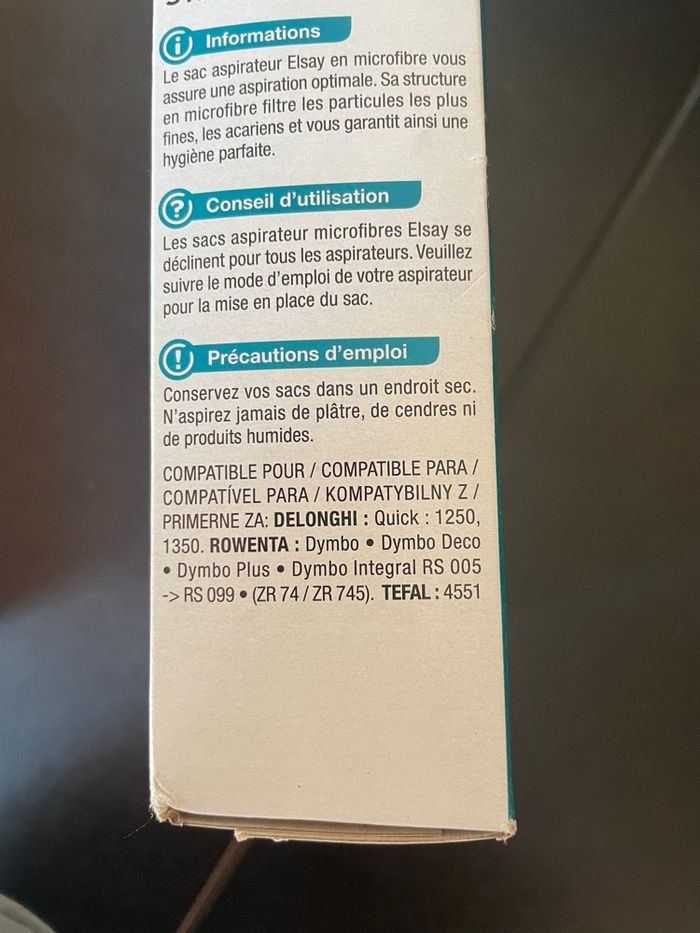 Informations
Le sac aspirateur Elsay en microfibre vous
assure une aspiration optimale. Sa structure
en microfibre filtre les particules les plus
fines, les acariens et vous garantit ainsi une
hygiène parfaite.
Conseil d'utilisation
Les sacs aspirateur microfibres Elsay se
déclinent pour tous les aspirateurs. Veuillez
suivre le mode d'emploi de votre aspirateur
pour la mise en place du sac.
Précautions d'emploi
Conservez vos sacs dans un endroit sec.
N'aspirez jamais de plâtre, de cendres ni
de produits humides.
COMPATIBLE POUR / COMPATIBLE PARA /
COMPATÍVEL PARA / KOMPATYBILNY Z /
PRIMERNE ZA: DELONGHI : Quick : 1250,
1350. ROWENTA : Dymbo • Dymbo Deco
• Dymbo Plus • Dymbo Integral RS 005
-> RS 099 • (ZR 74 / ZR 745). TEFAL : 4551